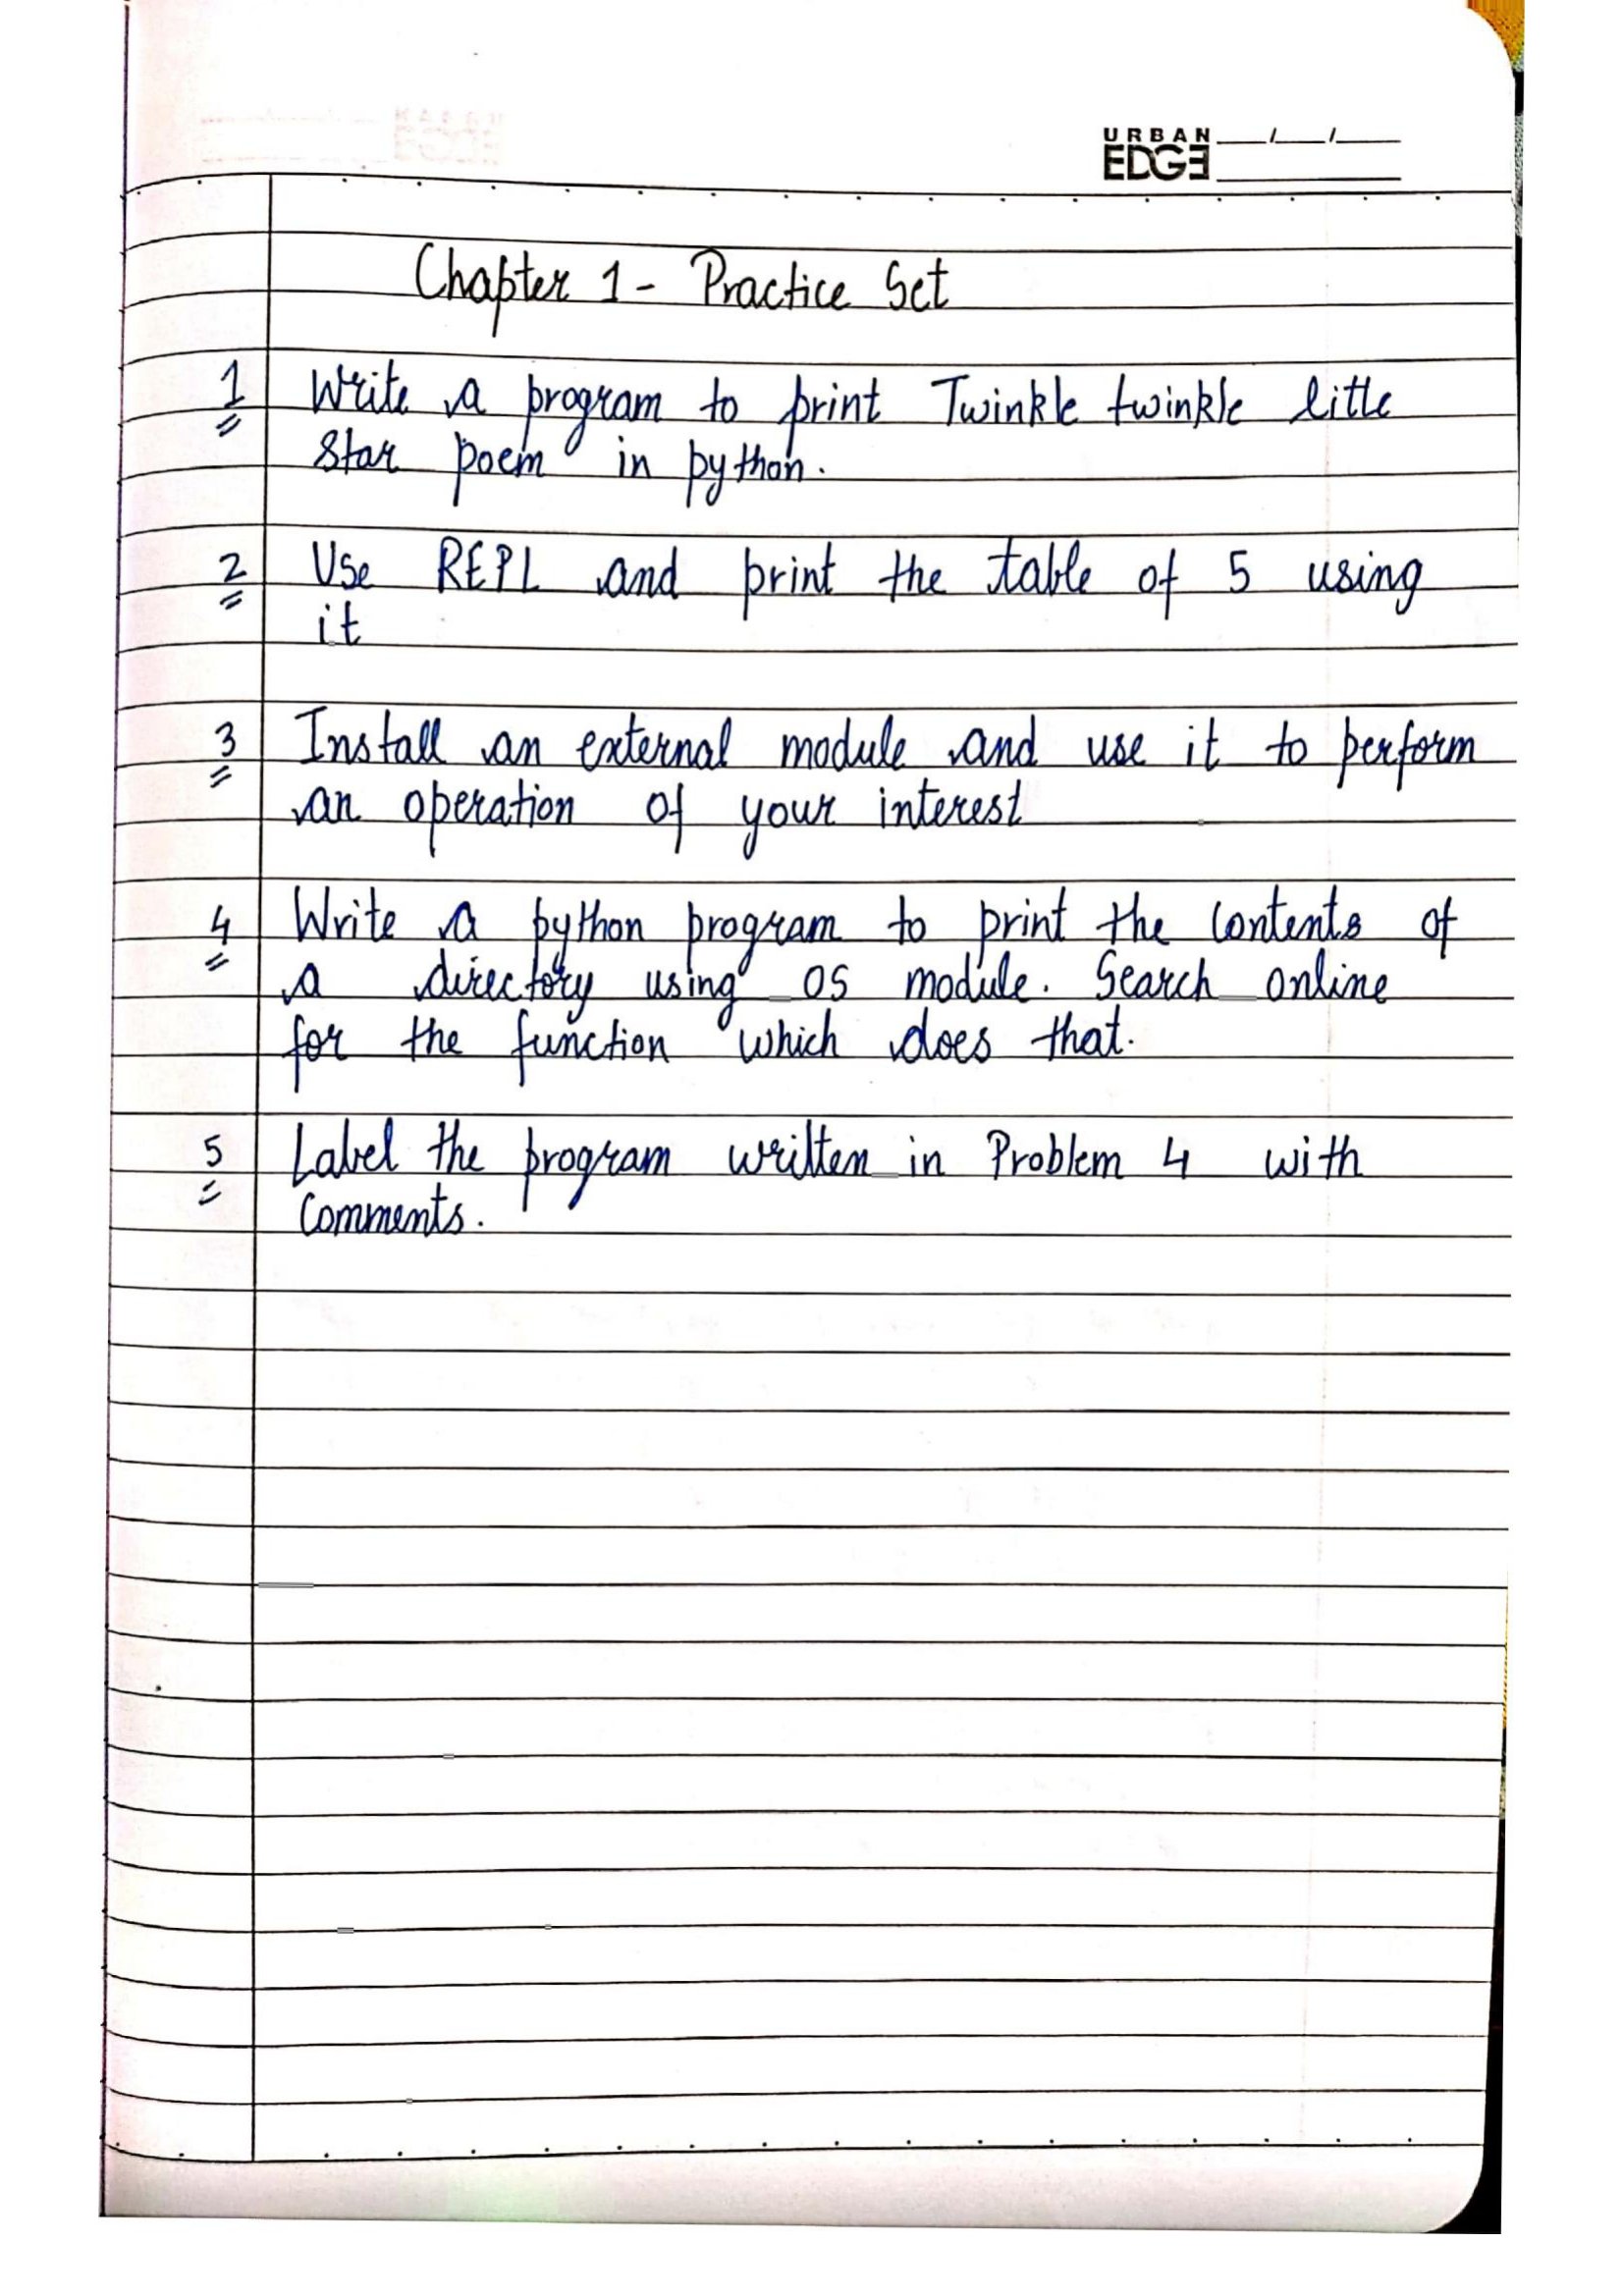 URBAN
EDGE
Chapter 1 - Practice Set
1 Write a program to print Twinkle twinkle little
Star poem in python.
2 Use REPL and print the table of 5 using
it
3 Install an external module and use it to perform
an operation of your interest
4 Write a python program to print the contents of
a directory using OS module. Search online
for the function which does that.
5 Label the program written in Problem 4 with
Comments.